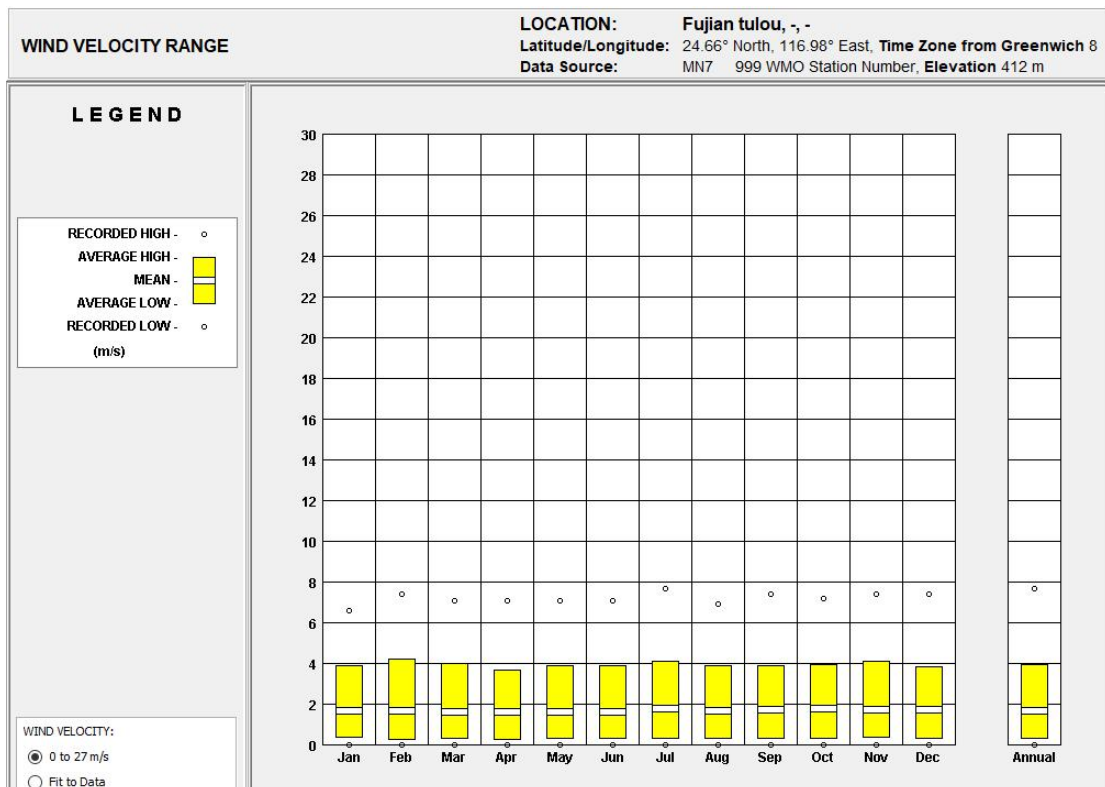 WIND VELOCITY RANGE
LOCATION: Fujian tulou, -, -
Latitude/Longitude: 24.66° North, 116.98° East, Time Zone from Greenwich 8
Data Source: MN7 999 WMO Station Number, Elevation 412 m
LEGEND
RECORDED HIGH -
AVERAGE HIGH -
MEAN -
AVERAGE LOW -
RECORDED LOW -
(m/s)
30
28
26
24
22
20
18
16
14
12
10
8
6
4
2
0
Jan Feb Mar Apr May Jun Jul Aug Sep Oct Nov Dec Annual
WIND VELOCITY:
0 to 27 m/s
Fit to Data